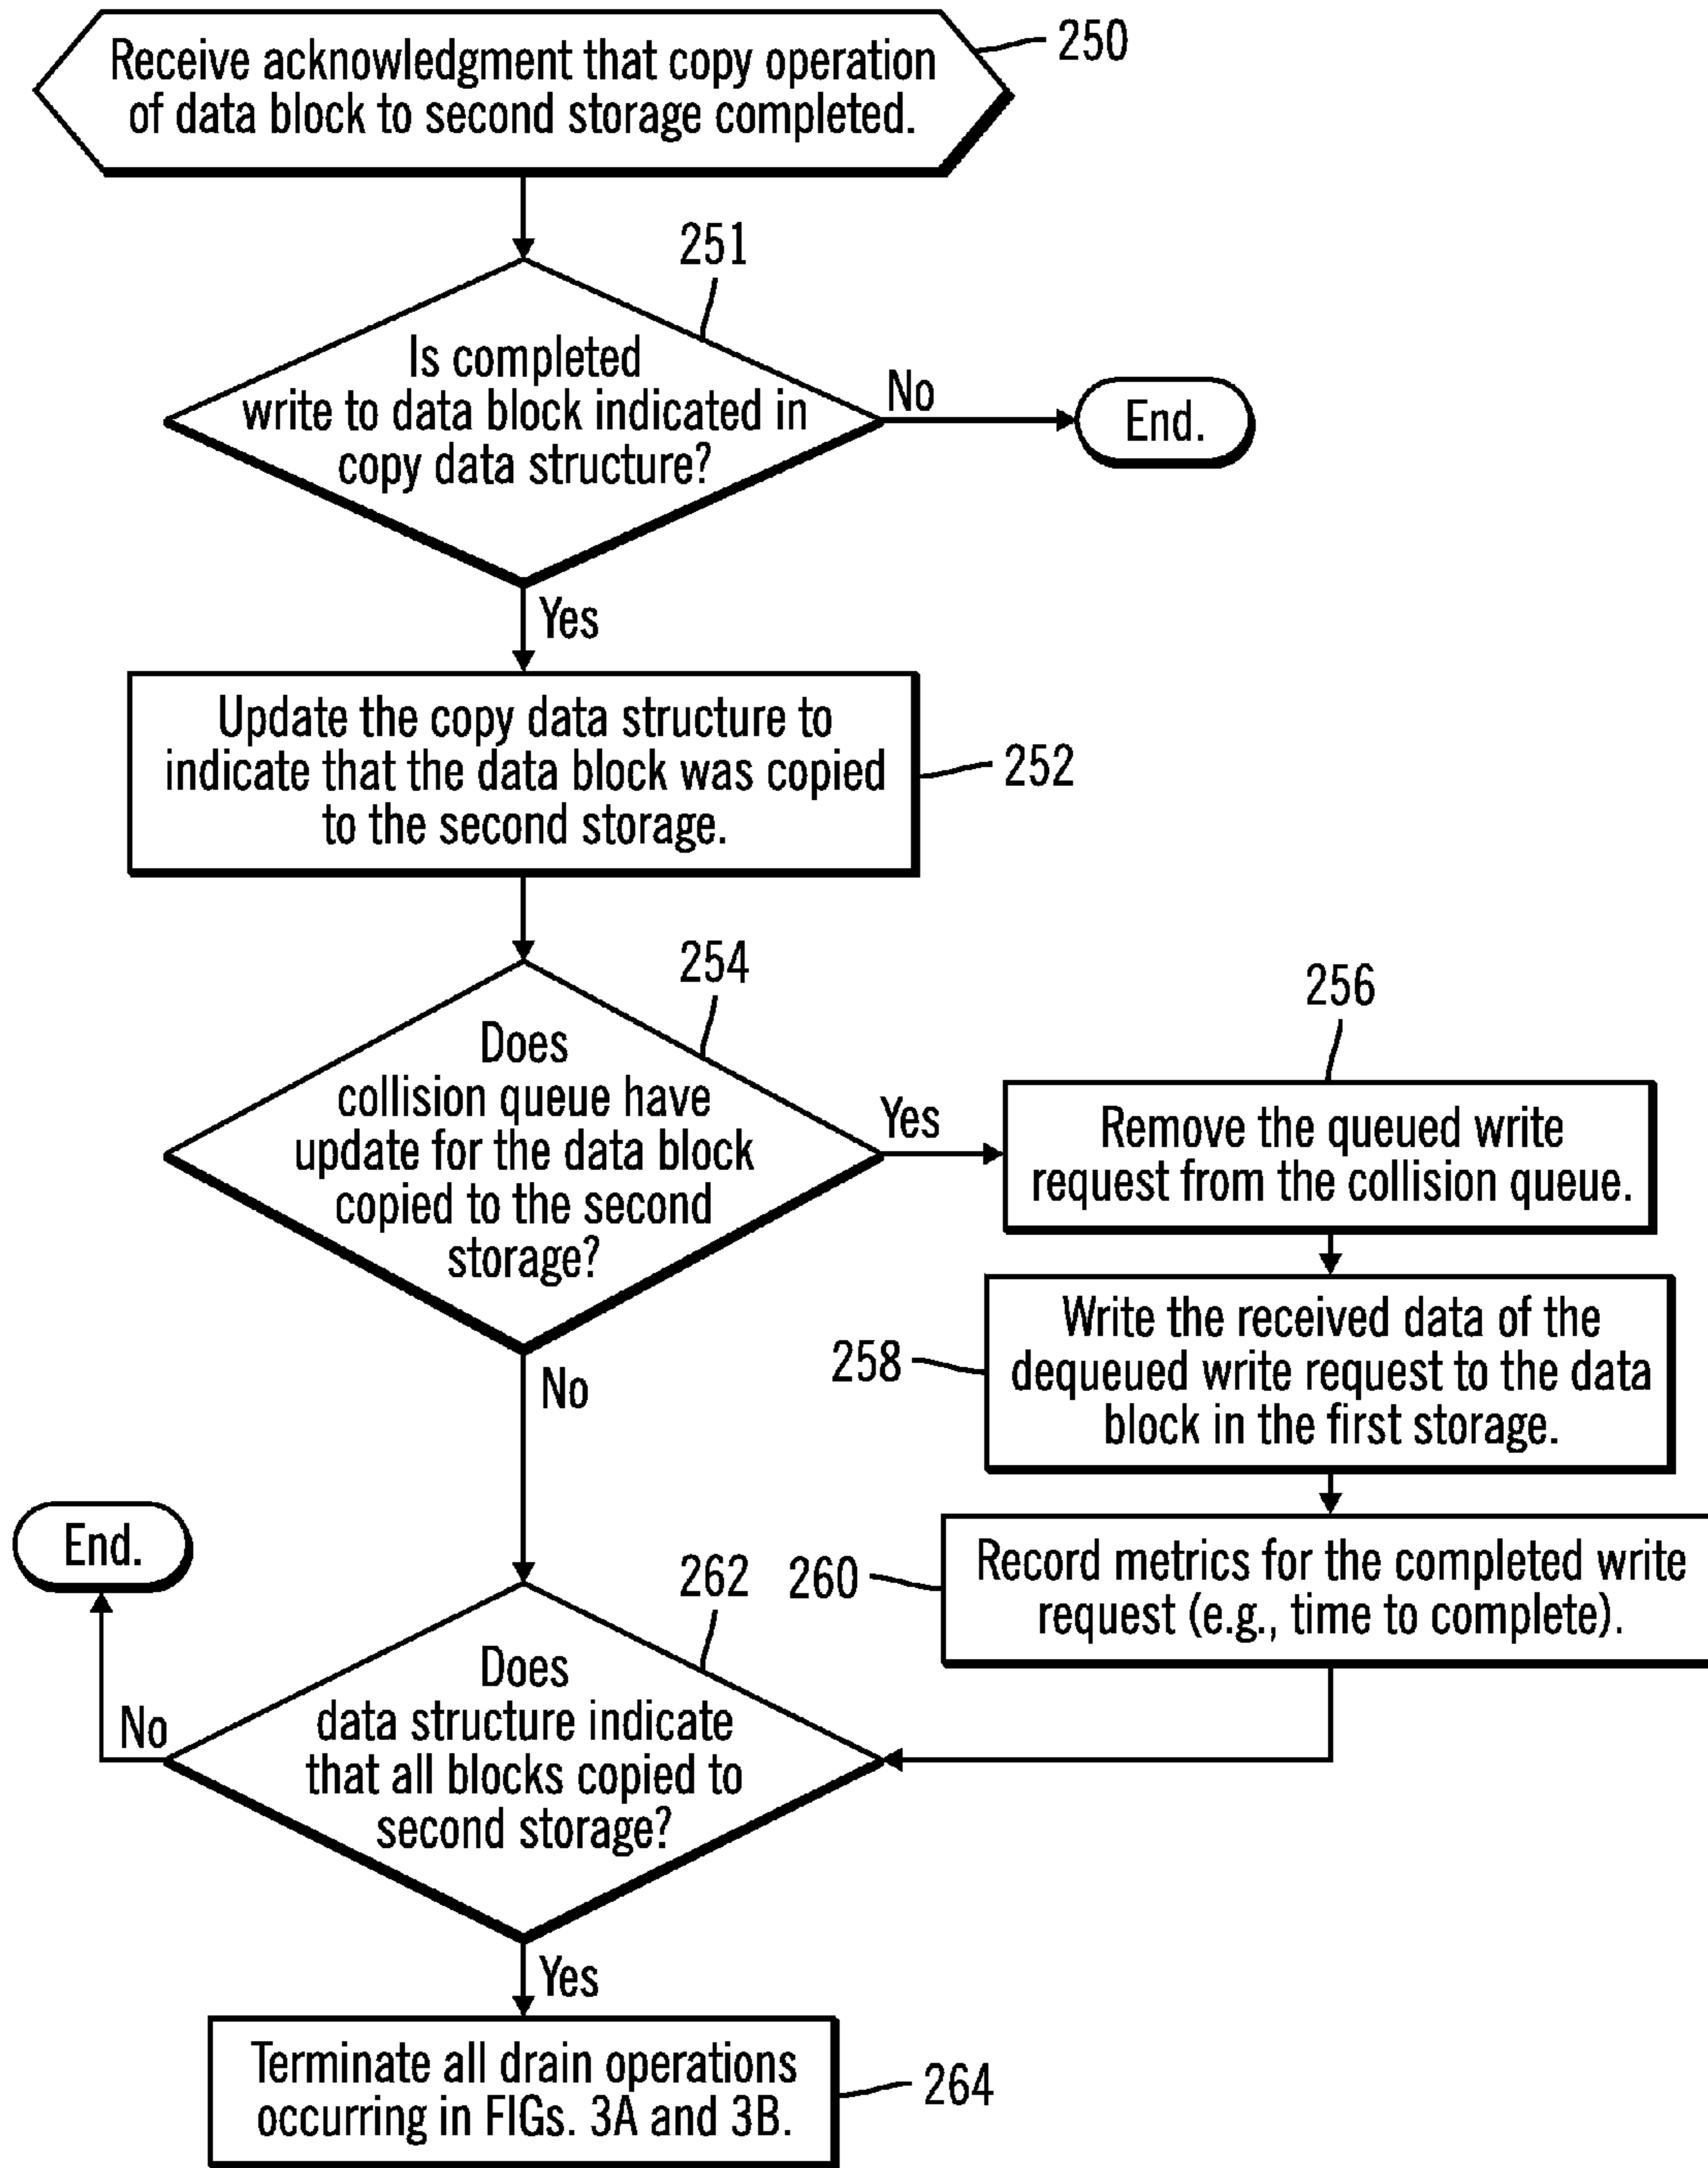 Receive acknowledgment that copy operation
of data block to second storage completed.
250
251
Is completed
write to data block indicated in
copy data structure?
No
End.
Yes
Update the copy data structure to
indicate that the data block was copied
to the second storage.
252
254
Does
collision queue have
update for the data block
copied to the second
storage?
Yes
256
Remove the queued write
request from the collision queue.
258
Write the received data of the
dequeued write request to the data
block in the first storage.
No
260
Record metrics for the completed write
request (e.g., time to complete).
End.
262
Does
data structure indicate
that all blocks copied to
second storage?
No
Yes
Terminate all drain operations
occurring in FIGs. 3A and 3B.
264